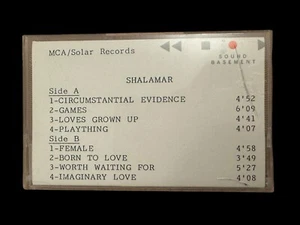 MCA/Solar Records
SOUND
BASEMENT
SHALAMAR
Side A
1-CIRCUMSTANTIAL EVIDENCE 4'52
2-GAMES 6'09
3-LOVES GROWN UP 4'41
4-PLAYTHING 4'07
Side B
1-FEMALE 4'58
2-BORN TO LOVE 3'49
3-WORTH WAITING FOR 5'27
4-IMAGINARY LOVE 4'08